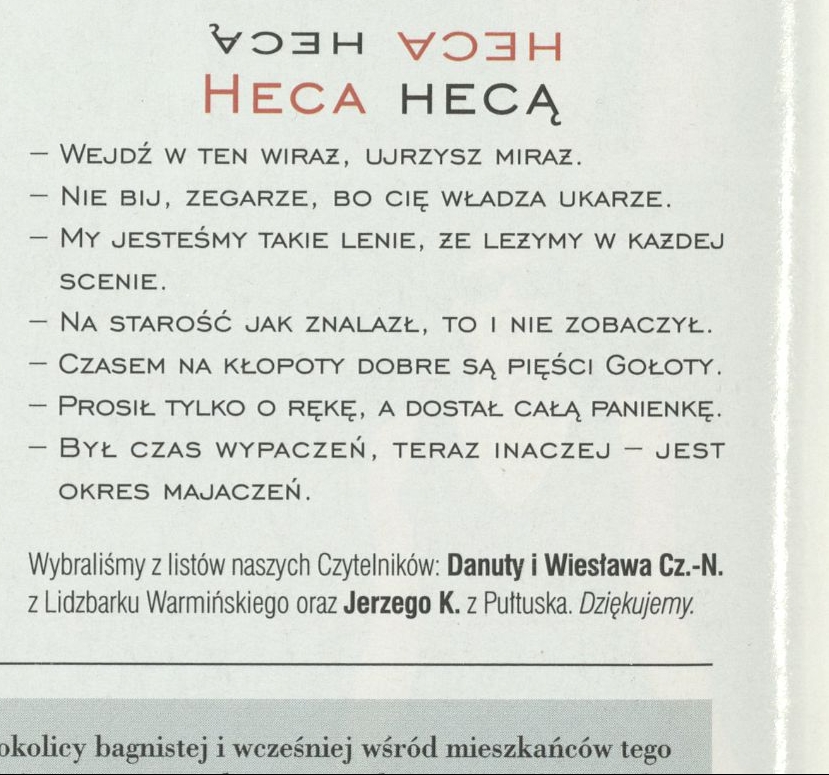 HECA HECĄ
HECA HECĄ
– WEJDŹ W TEN WIRAŻ, UJRZYSZ MIRAŻ.
– NIE BIJ, ZEGARZE, BO CIĘ WŁADZA UKARZE.
– MY JESTEŚMY TAKIE LENIE, ŻE LEŻYMY W KAŻDEJ
SCENIE.
– NA STAROŚĆ JAK ZNALAZŁ, TO I NIE ZOBACZYŁ.
– CZASEM NA KŁOPOTY DOBRE SĄ PIĘŚCI GOŁOTY.
– PROSIŁ TYLKO O RĘKĘ, A DOSTAŁ CAŁĄ PANIENKĘ.
– BYŁ CZAS WYPACZEŃ, TERAZ INACZEJ – JEST
OKRES MAJACZEŃ.
Wybraliśmy z listów naszych Czytelników: Danuty i Wiesława Cz.-N.
z Lidzbarku Warmińskiego oraz Jerzego K. z Pułtuska. Dziękujemy.
okolicy bagnistej i wcześniej wśród mieszkańców tego